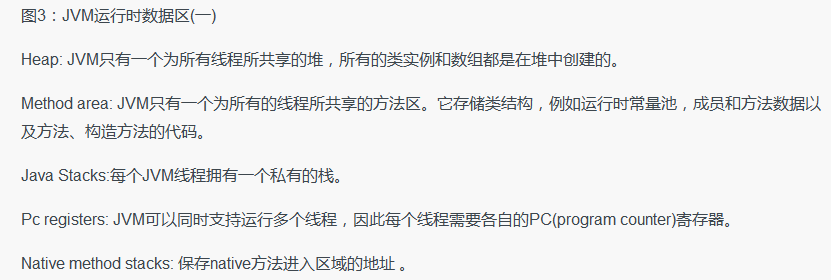 图3：JVM运行时数据区(一)
Heap: JVM只有一个为所有线程所共享的堆，所有的类实例和数组都是在堆中创建的。
Method area: JVM只有一个为所有的线程所共享的方法区。它存储类结构，例如运行时常量池，成员和方法数据以
及方法、构造方法的代码。
Java Stacks:每个JVM线程拥有一个私有的栈。
Pc registers: JVM可以同时支持运行多个线程，因此每个线程需要各自的PC(program counter)寄存器。
Native method stacks: 保存native方法进入区域的地址 。